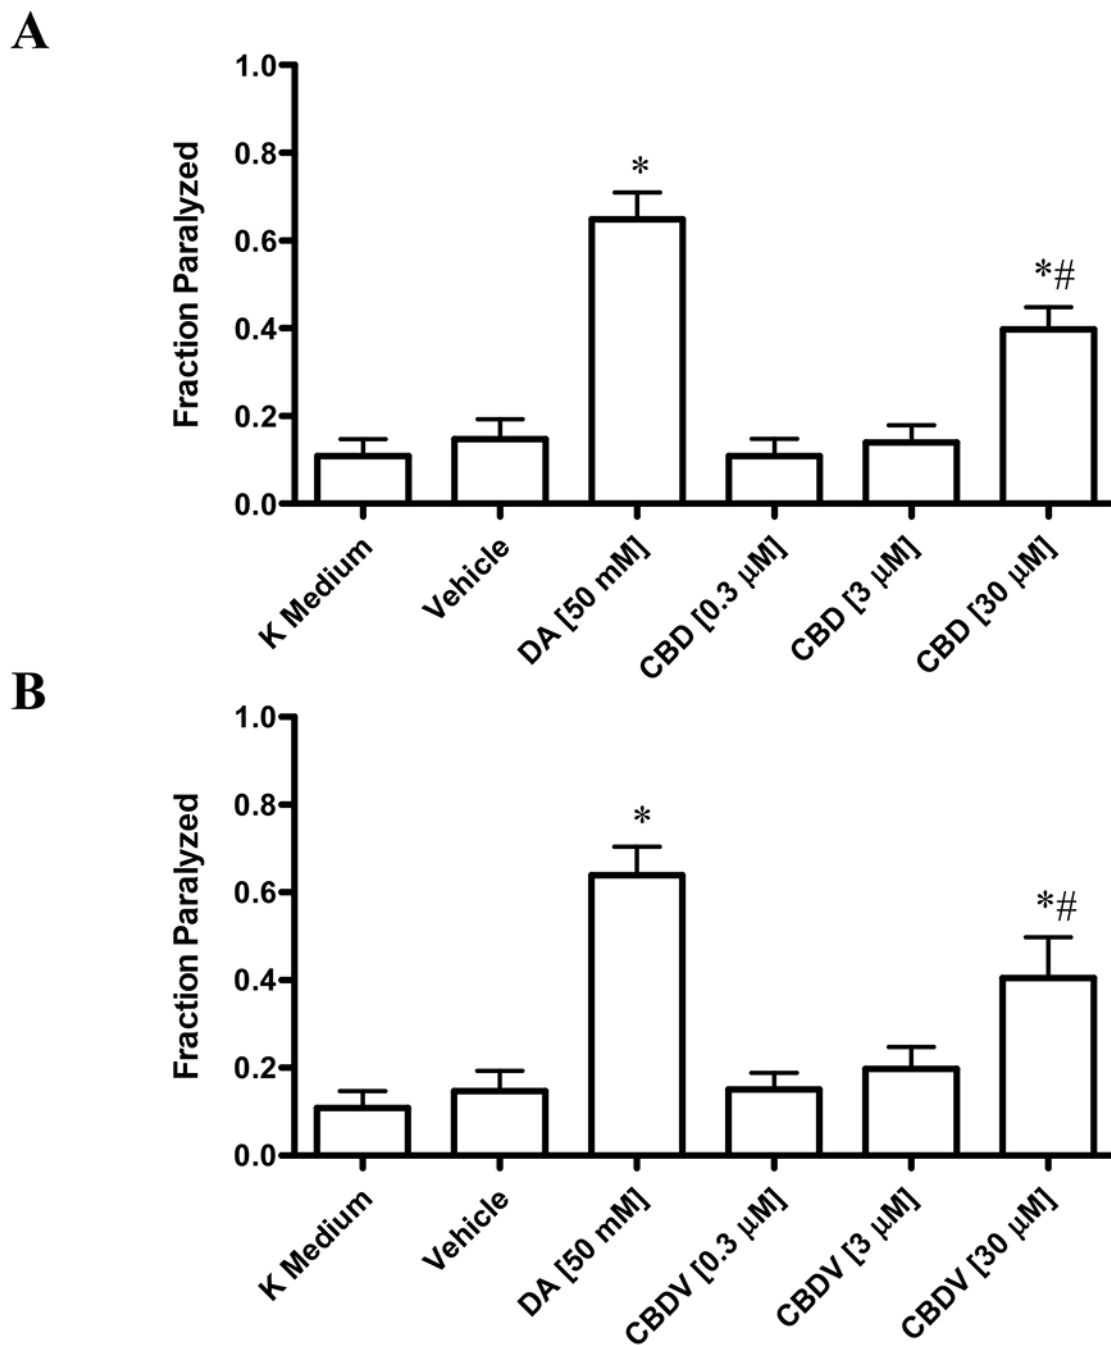 A
1.0
0.8
0.6
0.4
0.2
0.0
Fraction Paralyzed
*
*#
K Medium
Vehicle
DA [50 mM]
CBD [0.3 µM]
CBD [3 µM]
CBD [30 µM]
B
1.0
0.8
0.6
0.4
0.2
0.0
Fraction Paralyzed
*
*#
K Medium
Vehicle
DA [50 mM]
CBDV [0.3 µM]
CBDV [3 µM]
CBDV [30 µM]